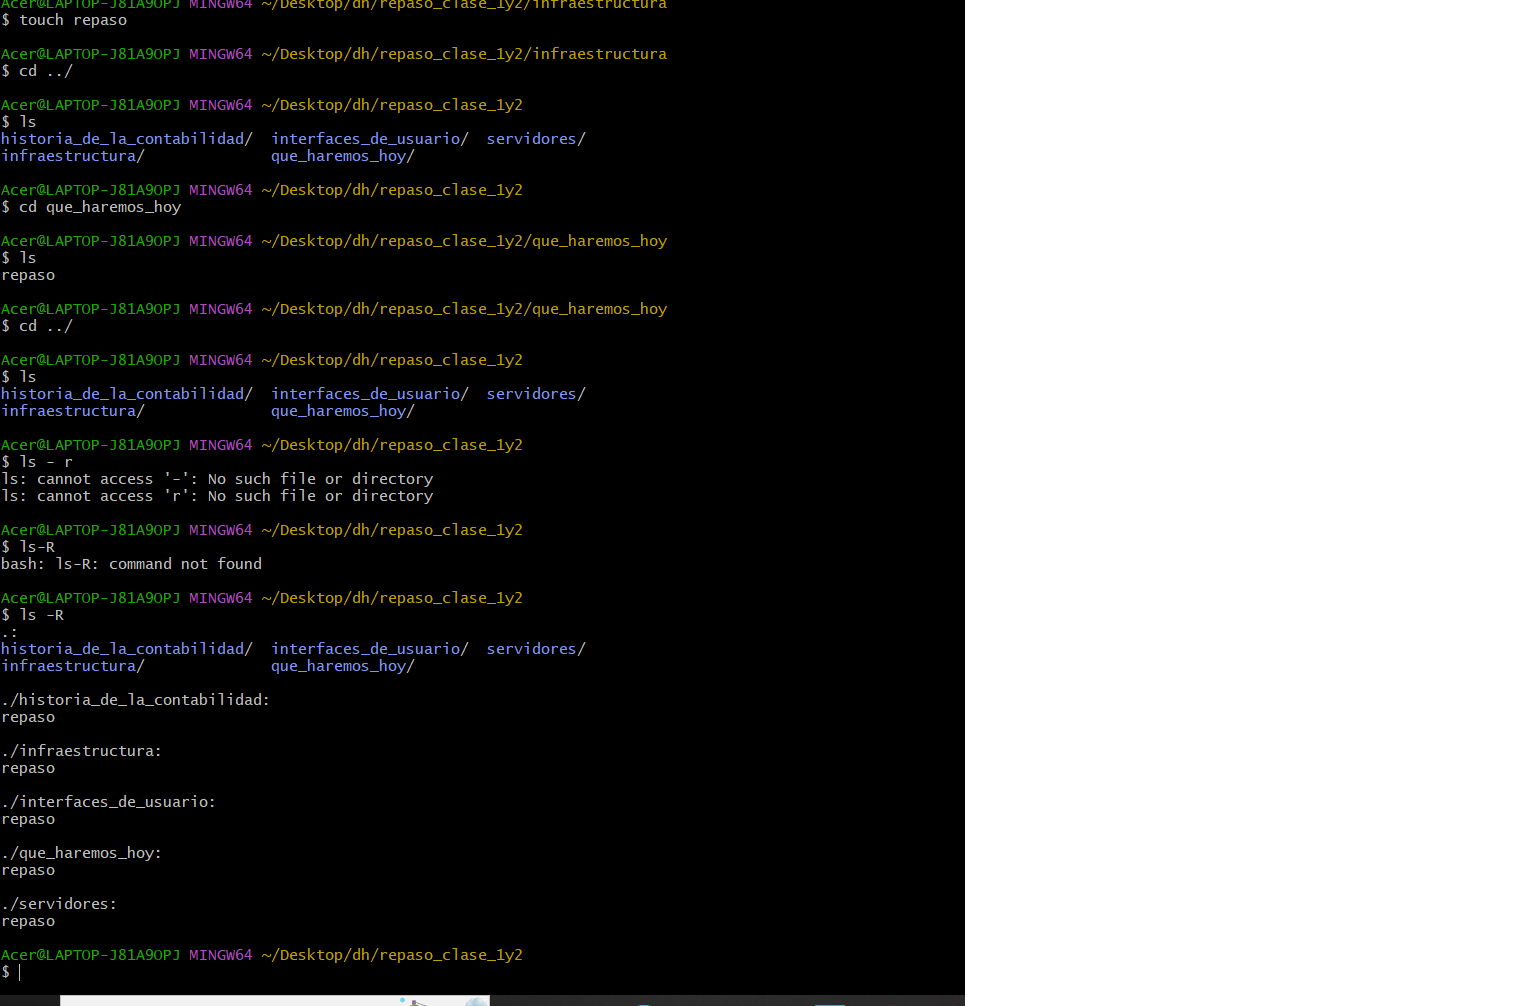 Acer@LAPTOP-J81A9OPJ MINGW64 ~/Desktop/dh/repaso_clase_1y2/infraestructura
$ touch repaso
Acer@LAPTOP-J81A9OPJ MINGW64 ~/Desktop/dh/repaso_clase_1y2/infraestructura
$ cd ../
Acer@LAPTOP-J81A9OPJ MINGW64 ~/Desktop/dh/repaso_clase_1y2
$ ls
historia_de_la_contabilidad/  interfaces_de_usuario/  servidores/
infraestructura/              que_haremos_hoy/
Acer@LAPTOP-J81A9OPJ MINGW64 ~/Desktop/dh/repaso_clase_1y2
$ cd que_haremos_hoy
Acer@LAPTOP-J81A9OPJ MINGW64 ~/Desktop/dh/repaso_clase_1y2/que_haremos_hoy
$ ls
repaso
Acer@LAPTOP-J81A9OPJ MINGW64 ~/Desktop/dh/repaso_clase_1y2/que_haremos_hoy
$ cd ../
Acer@LAPTOP-J81A9OPJ MINGW64 ~/Desktop/dh/repaso_clase_1y2
$ ls
historia_de_la_contabilidad/  interfaces_de_usuario/  servidores/
infraestructura/              que_haremos_hoy/
Acer@LAPTOP-J81A9OPJ MINGW64 ~/Desktop/dh/repaso_clase_1y2
$ ls - r
ls: cannot access '-': No such file or directory
ls: cannot access 'r': No such file or directory
Acer@LAPTOP-J81A9OPJ MINGW64 ~/Desktop/dh/repaso_clase_1y2
$ ls-R
bash: ls-R: command not found
Acer@LAPTOP-J81A9OPJ MINGW64 ~/Desktop/dh/repaso_clase_1y2
$ ls -R
.:
historia_de_la_contabilidad/  interfaces_de_usuario/  servidores/
infraestructura/              que_haremos_hoy/
./historia_de_la_contabilidad:
repaso
./infraestructura:
repaso
./interfaces_de_usuario:
repaso
./que_haremos_hoy:
repaso
./servidores:
repaso
Acer@LAPTOP-J81A9OPJ MINGW64 ~/Desktop/dh/repaso_clase_1y2
$